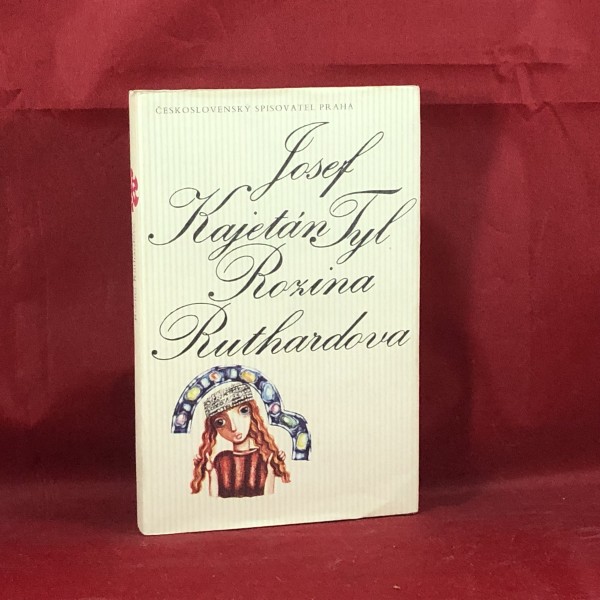 ČESKOSLOVENSKÝ SPISOVATEL PRAHA
Josef
Kajetán Tyl
Rozina
Ruthardova